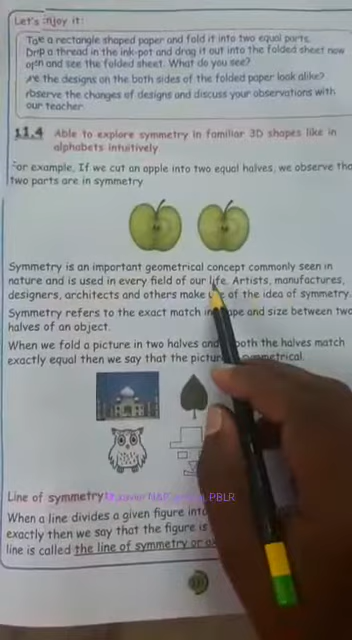 Let's enjoy it:
Take a rectangle shaped paper and fold it into two equal parts.
Drip a thread in the ink-pot and drag it out into the folded sheet now
open and see the folded sheet. What do you see?
Are the designs on the both sides of the folded paper look alike?
Observe the changes of designs and discuss your observations with
our teacher
11.4 Able to explore symmetry in familiar 3D shapes like in
alphabets intuitively
For example, If we cut an apple into two equal halves, we observe the
two parts are in symmetry
Symmetry is an important geometrical concept commonly seen in
nature and is used in every field of our life. Artists, manufactures,
designers, architects and others make use of the idea of symmetry.
Symmetry refers to the exact match in shape and size between two
halves of an object.
When we fold a picture in two halves and both the halves match
exactly equal then we say that the picture symmetrical.
Line of symmetry
PBLR
When a line divides a given figure into
exactly then we say that the figure is
line is called the line of symmetry or